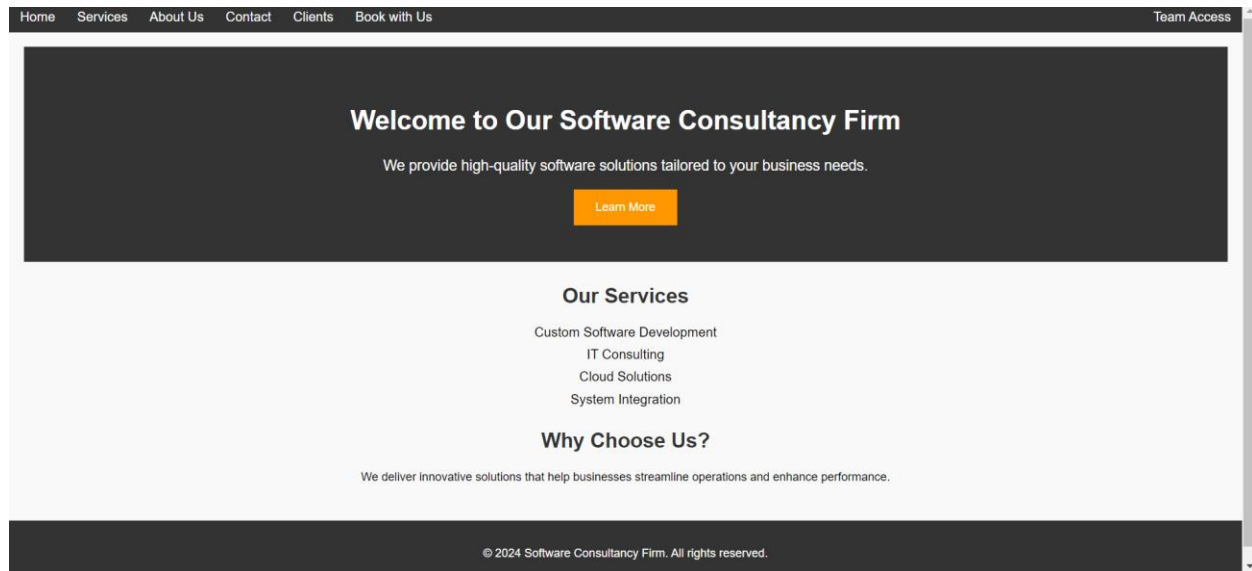 Home Services About Us Contact Clients Book with Us Team Access
Welcome to Our Software Consultancy Firm
We provide high-quality software solutions tailored to your business needs.
Learn More
Our Services
Custom Software Development
IT Consulting
Cloud Solutions
System Integration
Why Choose Us?
We deliver innovative solutions that help businesses streamline operations and enhance performance.
© 2024 Software Consultancy Firm. All rights reserved.